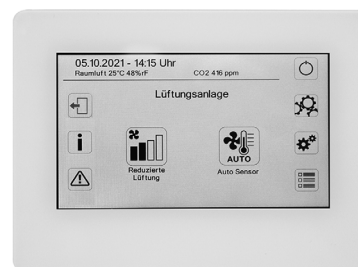 05.10.2021 - 14:15 Uhr
Raumluft 25°C 48%rF CO2 416 ppm
Lüftungsanlage
i
AUTO
Reduzierte
Lüftung
Auto Sensor